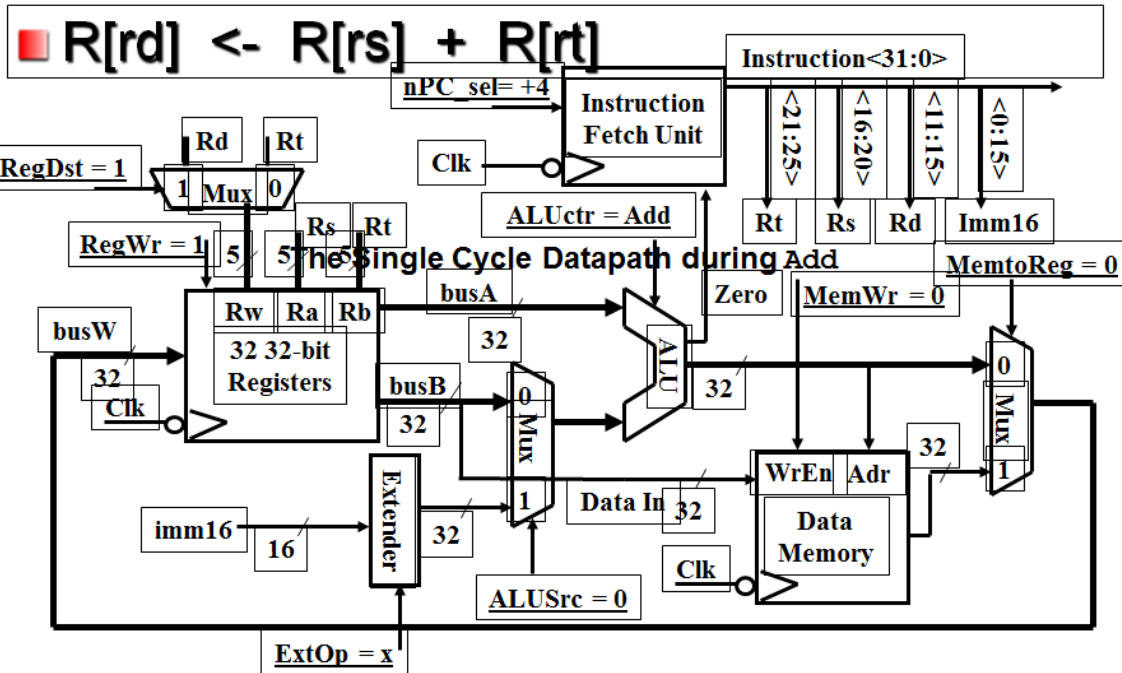 R[rd] <- R[rs] + R[rt]
Instruction<31:0>
nPC_sel= +4
Instruction
Fetch Unit
<21:25>
<16:20>
<11:15>
<0:15>
Rd
Rt
Clk
RegDst = 1
1
Mux
0
ALUctr = Add
Rt
Rs
Rd
Imm16
Rs
Rt
RegWr = 1
5
5
5
The Single Cycle Datapath during Add
MemtoReg = 0
busA
Zero
MemWr = 0
Rw
Ra
Rb
busW
32
32 32-bit
Registers
ALU
0
32
busB
32
32
0
Mux
Mux
Clk
32
32
1
WrEn
Adr
Extender
1
Data In
32
imm16
16
32
Data
Memory
Clk
ALUSrc = 0
ExtOp = x